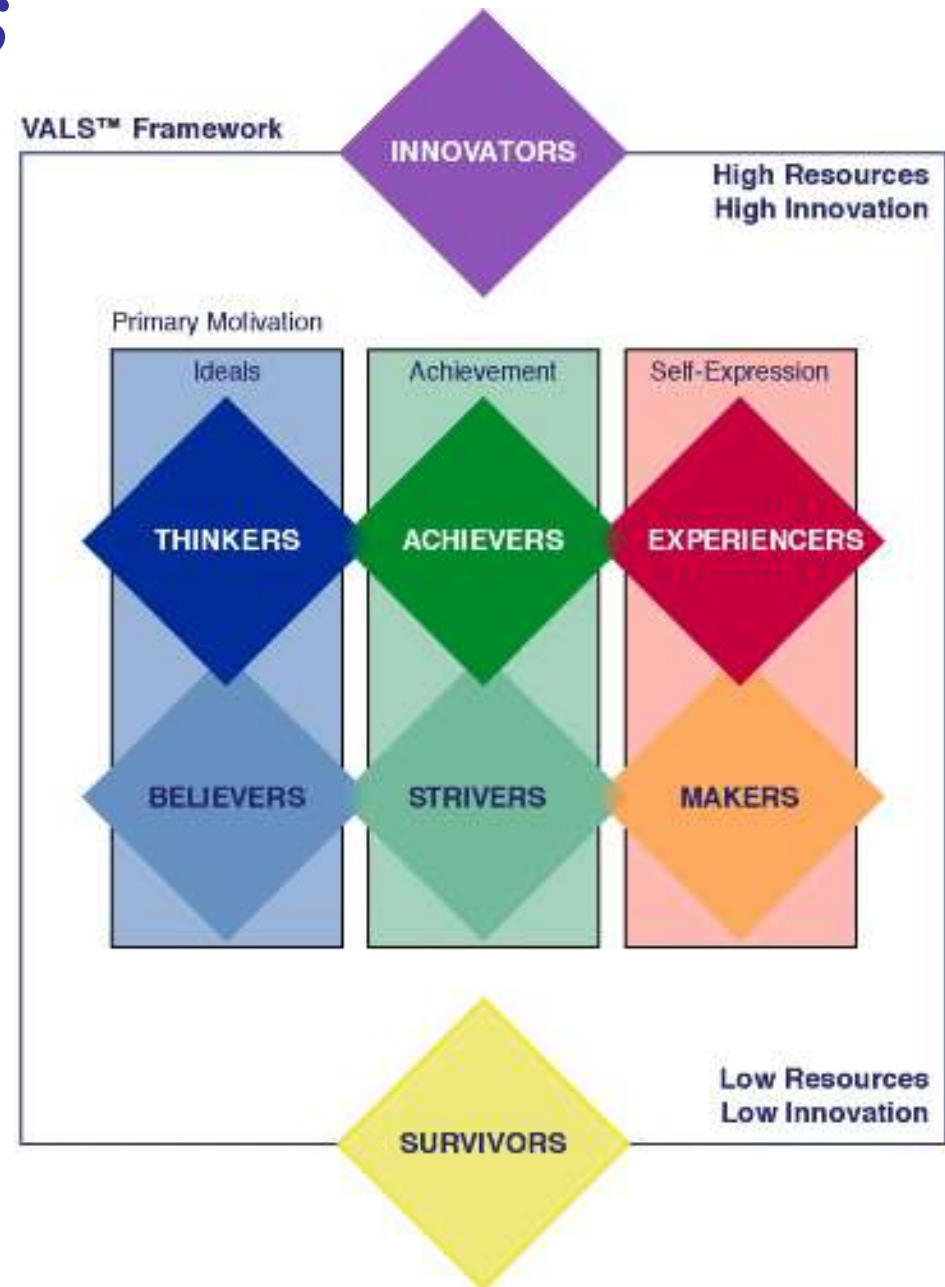 VALS™ Framework
INNOVATORS
High Resources
High Innovation
Primary Motivation
Ideals
Achievement
Self-Expression
THINKERS
ACHIEVERS
EXPERIENCERS
BELIEVERS
STRIVERS
MAKERS
Low Resources
Low Innovation
SURVIVORS